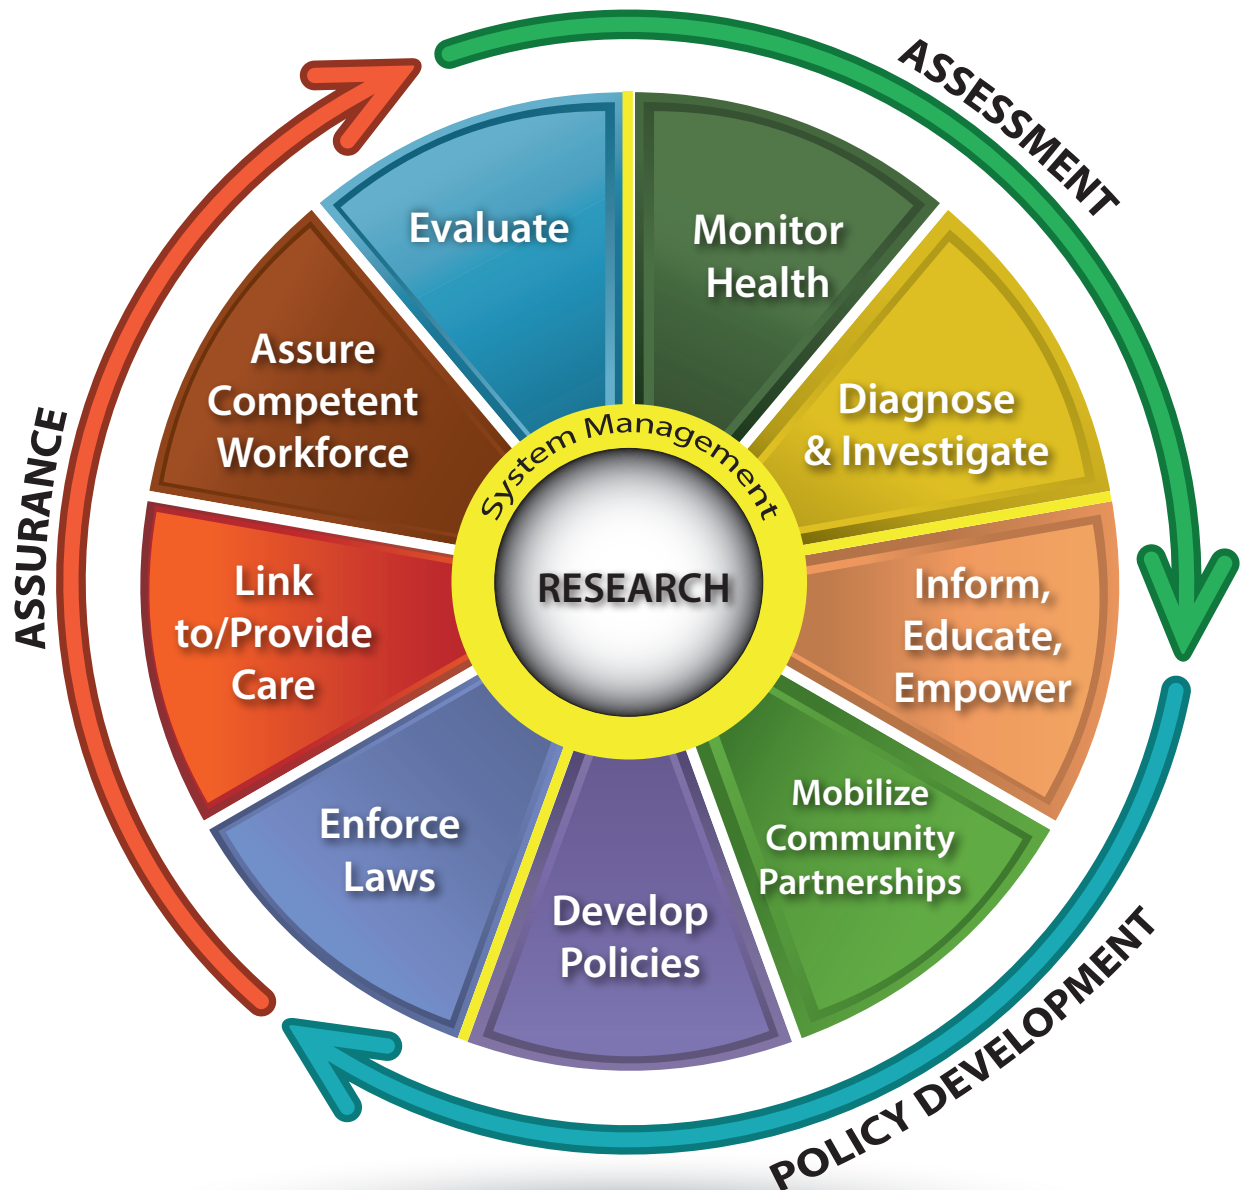 ASSESSMENT
Monitor
Health
Diagnose
& Investigate
Inform,
Educate,
Empower
Mobilize
Community
Partnerships
POLICY DEVELOPMENT
Develop
Policies
Enforce
Laws
Link
to/Provide
Care
ASSURANCE
Assure
Competent
Workforce
Evaluate
System Management
RESEARCH